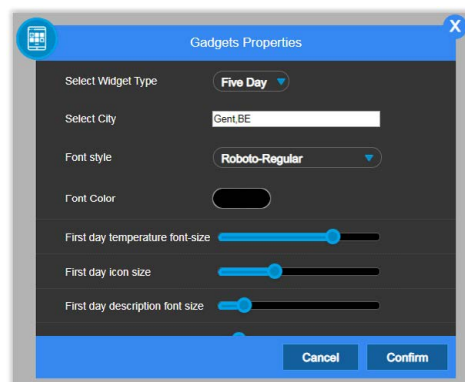 X
Gadgets Properties
Select Widget Type Five Day
Select City Gent,BE
Font style Roboto-Regular
Font Color
First day temperature font-size
First day icon size
First day description font size
Cancel Confirm